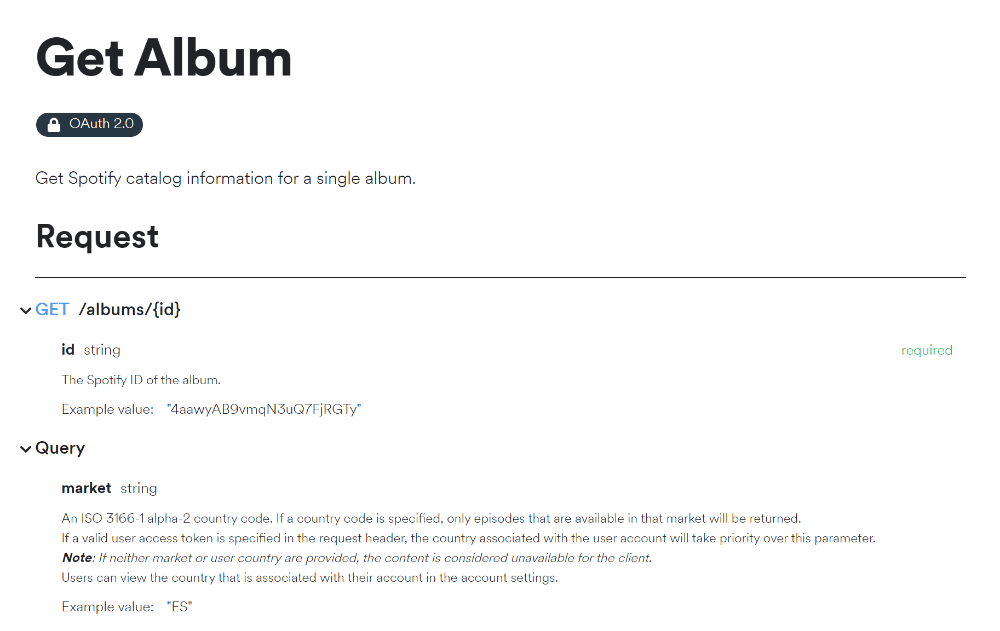 Get Album
OAuth 2.0
Get Spotify catalog information for a single album.
Request
GET /albums/{id}
id string required
The Spotify ID of the album.
Example value: "4aawyAB9vmqN3uQ7FjRGTy"
Query
market string
An ISO 3166-1 alpha-2 country code. If a country code is specified, only episodes that are available in that market will be returned.
If a valid user access token is specified in the request header, the country associated with the user account will take priority over this parameter.
Note: If neither market or user country are provided, the content is considered unavailable for the client.
Users can view the country that is associated with their account in the account settings.
Example value: "ES"